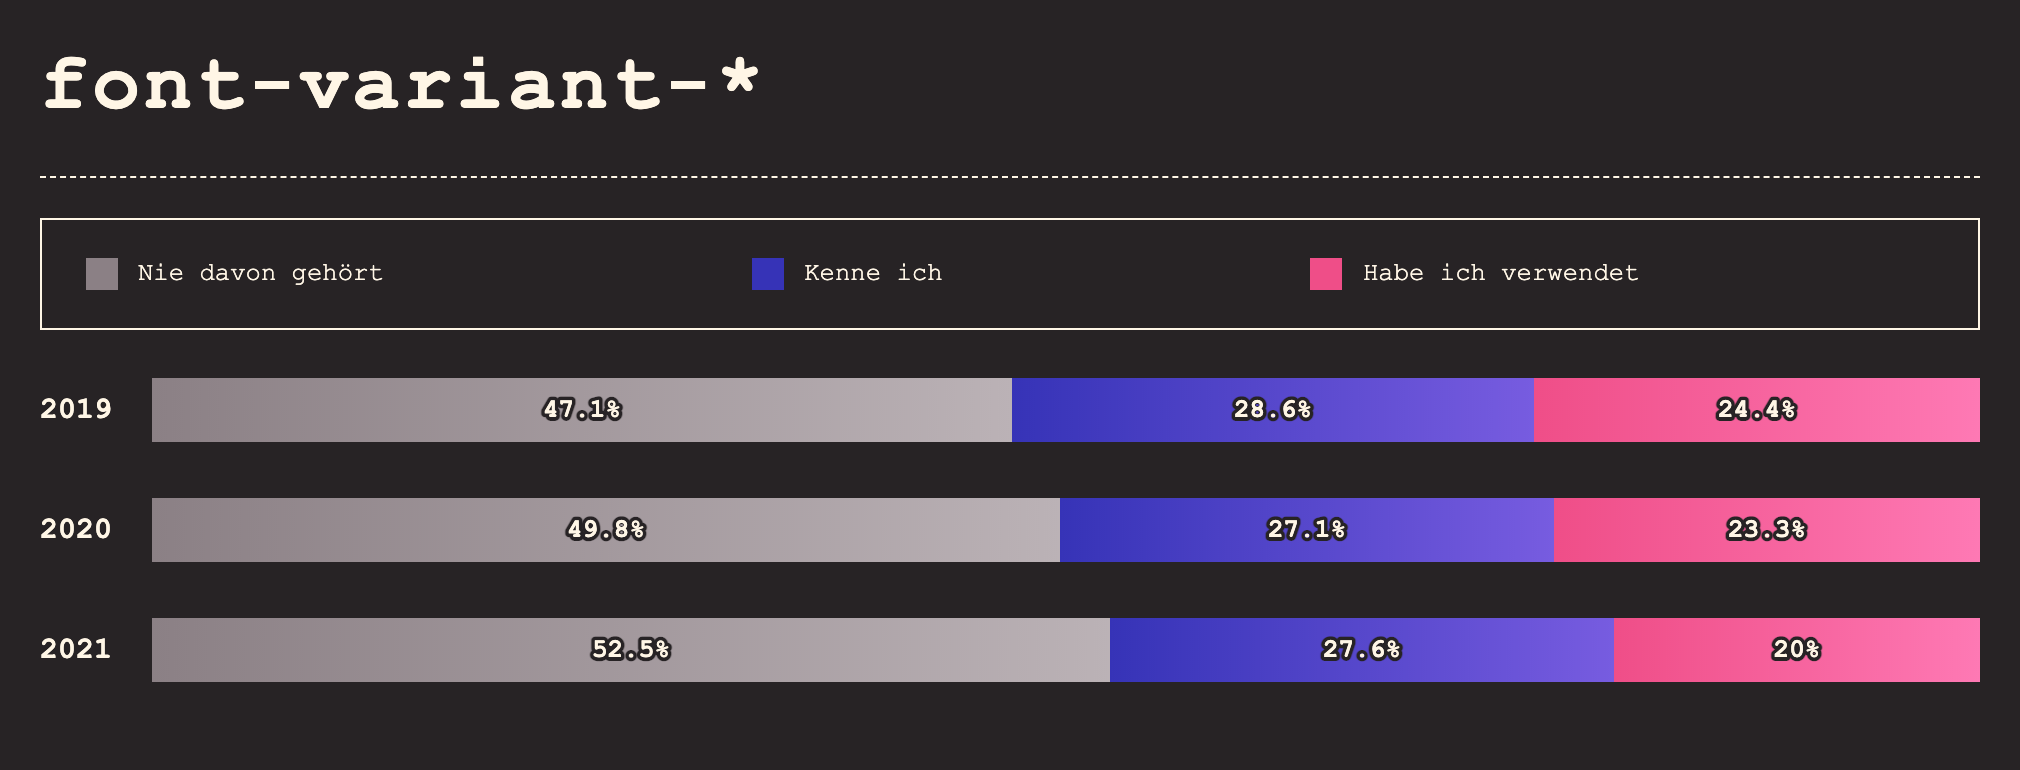 font-variant-*
Nie davon gehört Kenne ich Habe ich verwendet
2019 47.1% 28.6% 24.4%
2020 49.8% 27.1% 23.3%
2021 52.5% 27.6% 20%